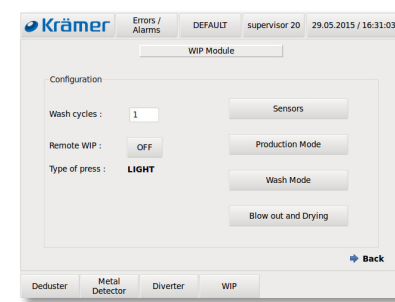 Krämer
Errors / Alarms
DEFAULT
supervisor 20
29.05.2015 / 16:31:03
WIP Module
Configuration
Wash cycles : 1
Sensors
Remote WIP : OFF
Production Mode
Type of press : LIGHT
Wash Mode
Blow out and Drying
Back
Deduster
Metal Detector
Diverter
WIP